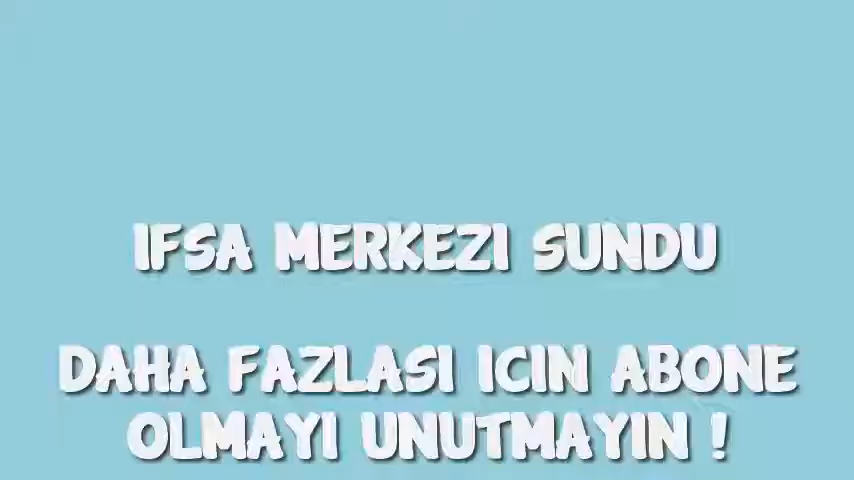 IFSA MERKEZI SUNDU
DAHA FAZLASI ICIN ABONE
OLMAYI UNUTMAYIN !